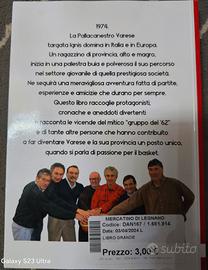 1974.
La Pallacanestro Varese
targata Ignis domina in Italia e in Europa.
Un ragazzino di provincia, alto e magro,
inizia in una palestra buia e polverosa il suo percorso
nel settore giovanile di quella prestigiosa società.
Ne seguirà una meravigliosa avventura fatta di partite,
esperienze e amicizie che durano per sempre.
Questo libro raccoglie protagonisti,
cronache e aneddoti divertenti
e racconta le vicende del mitico "gruppo del '62"
e di tante altre persone che hanno contribuito
a far diventare Varese e la sua provincia un posto unico,
quando si parla di passione per il basket.
MERCATINO DI LEGNANO
LIBRO GRANDE
Prezzo: 3,00
Galaxy S23 Ultra
subito